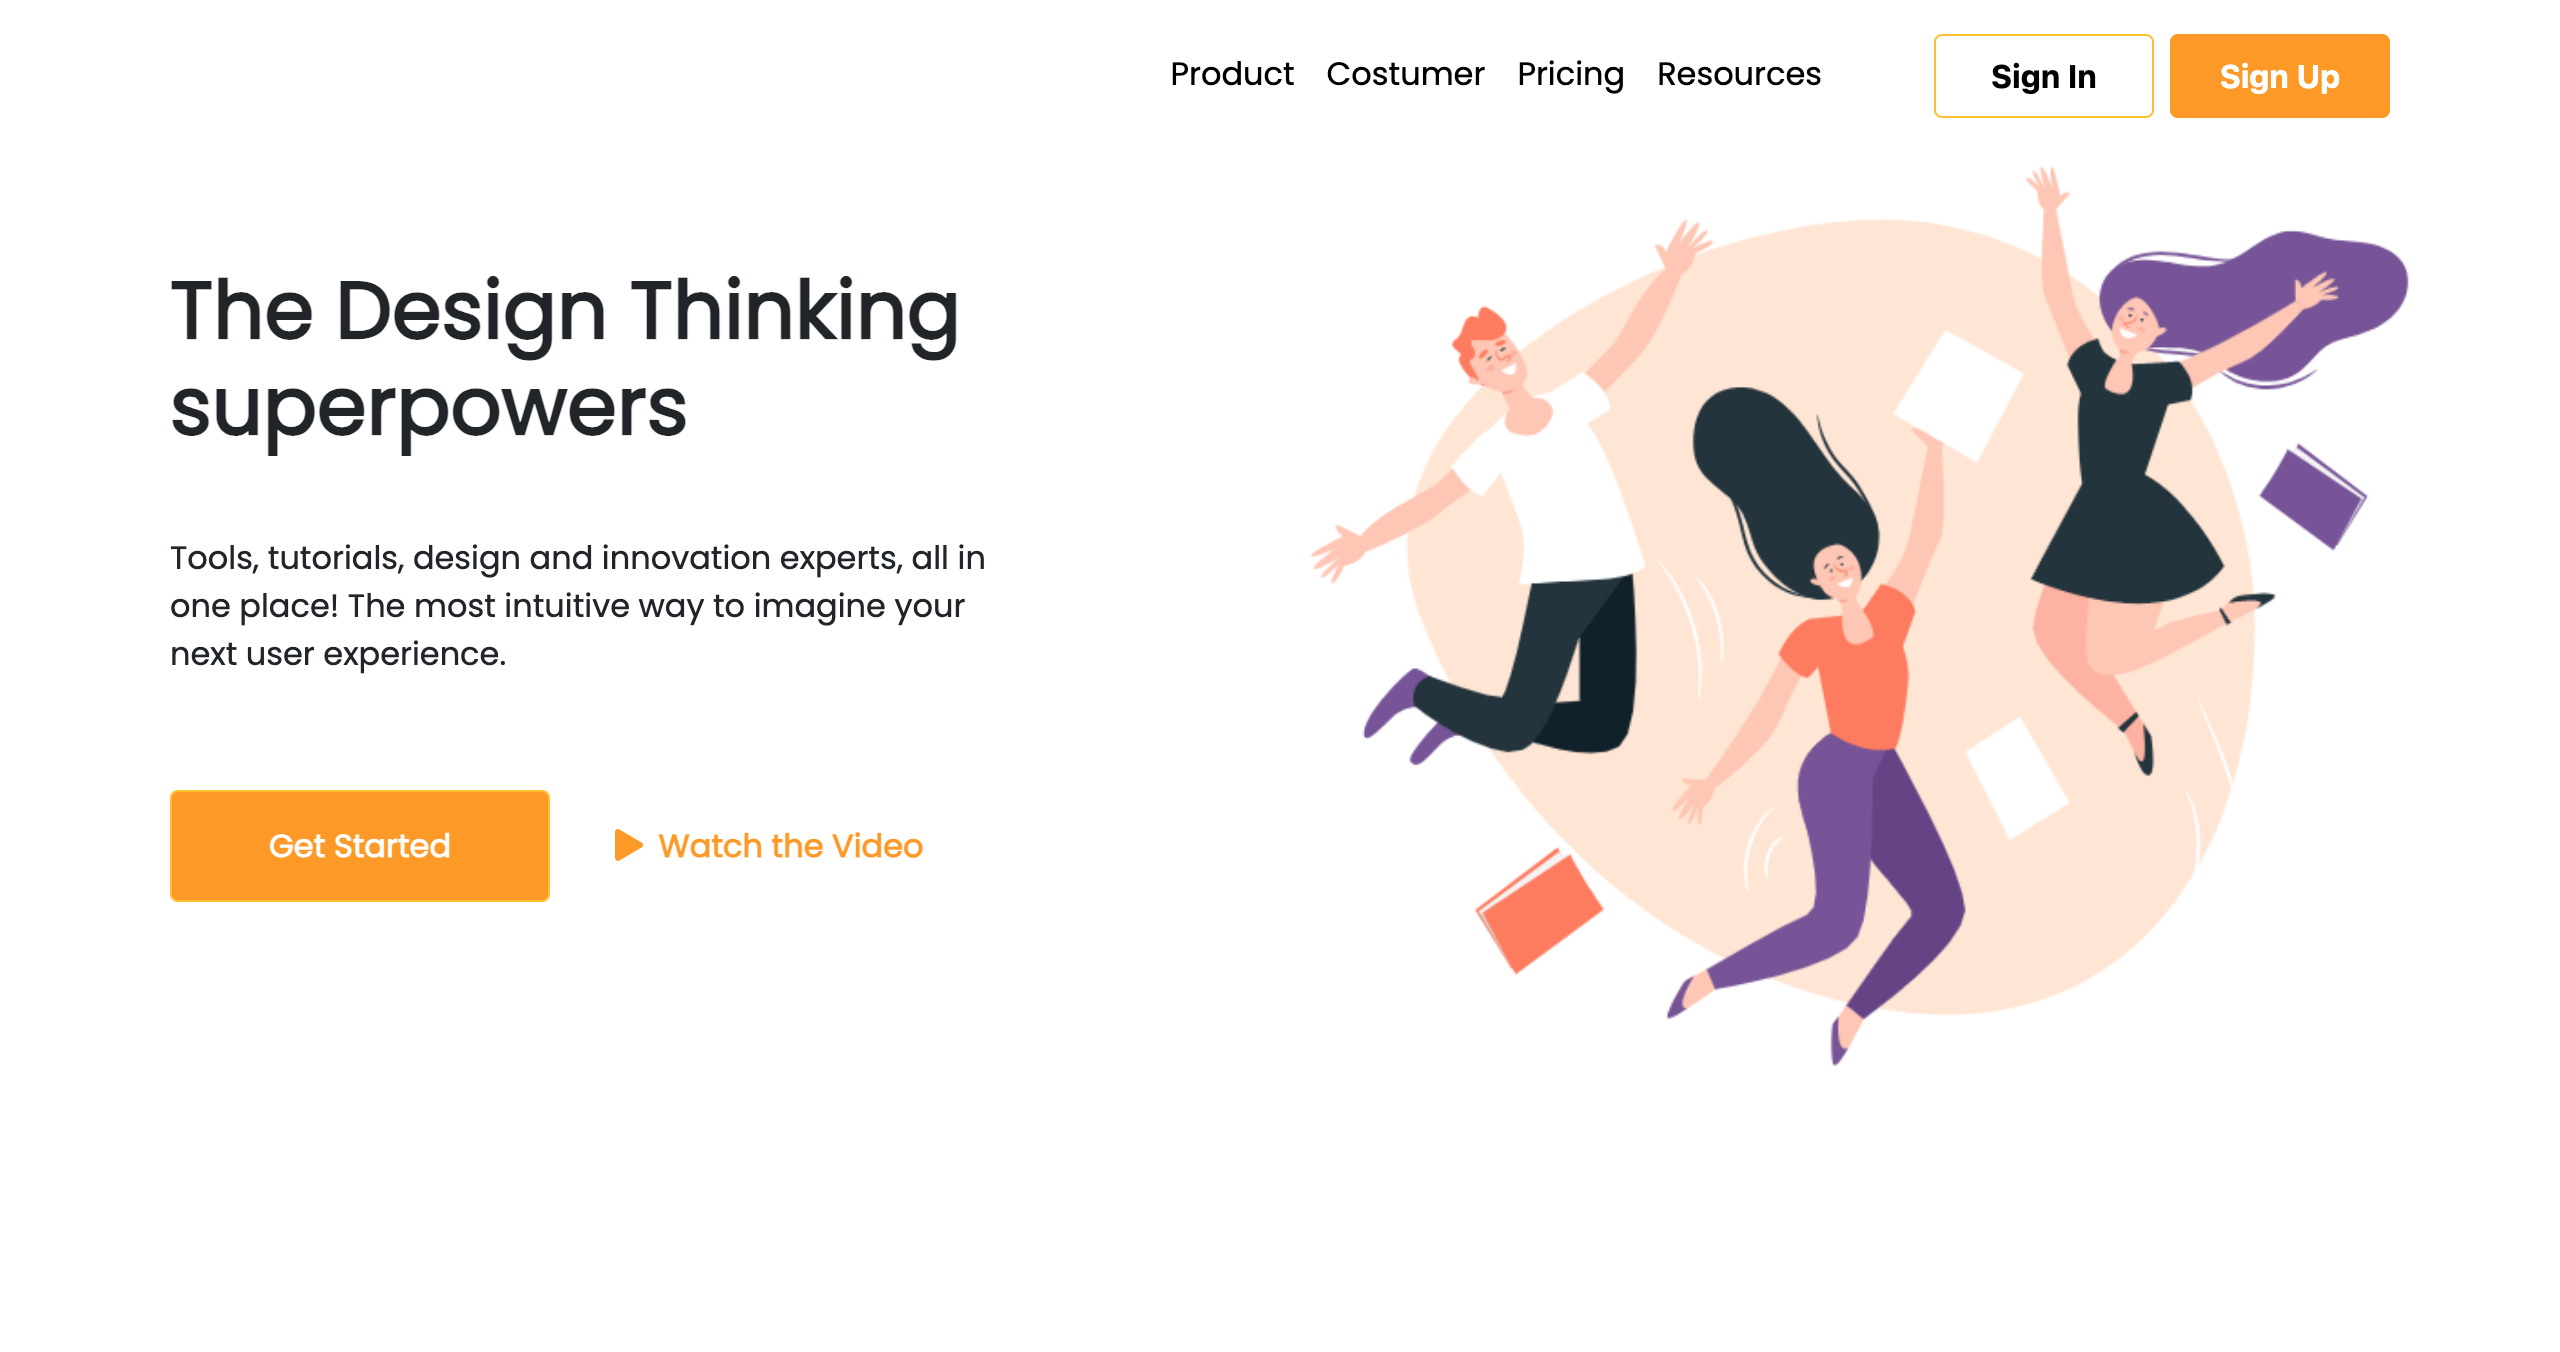 Product Costumer Pricing Resources Sign In Sign Up
The Design Thinking
superpowers
Tools, tutorials, design and innovation experts, all in
one place! The most intuitive way to imagine your
next user experience.
Get Started Watch the Video